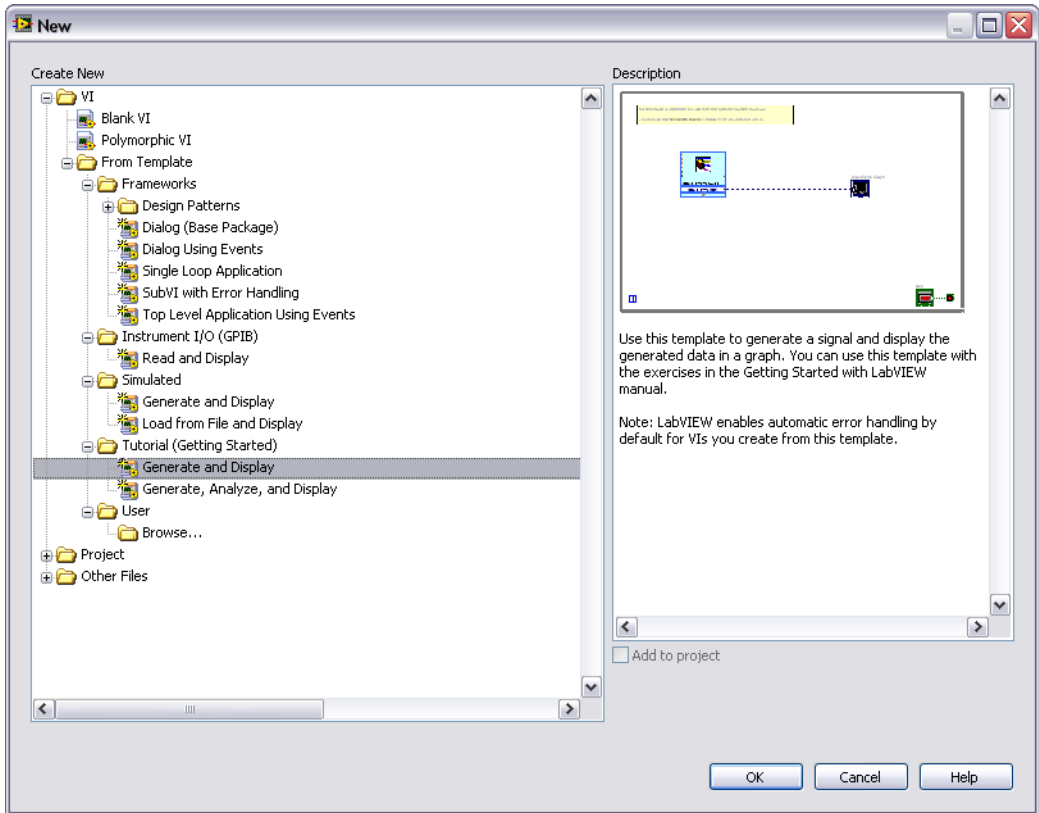 New
Create New
VI
Blank VI
Polymorphic VI
From Template
Frameworks
Design Patterns
Dialog (Base Package)
Dialog Using Events
Single Loop Application
SubVI with Error Handling
Top Level Application Using Events
Instrument I/O (GPIB)
Read and Display
Simulated
Generate and Display
Load from File and Display
Tutorial (Getting Started)
Generate and Display
Generate, Analyze, and Display
User
Browse...
Project
Other Files
Description
Use this template to generate a signal and display the
generated data in a graph. You can use this template with
the exercises in the Getting Started with LabVIEW
manual.
Note: LabVIEW enables automatic error handling by
default for VIs you create from this template.
Add to project
OK
Cancel
Help